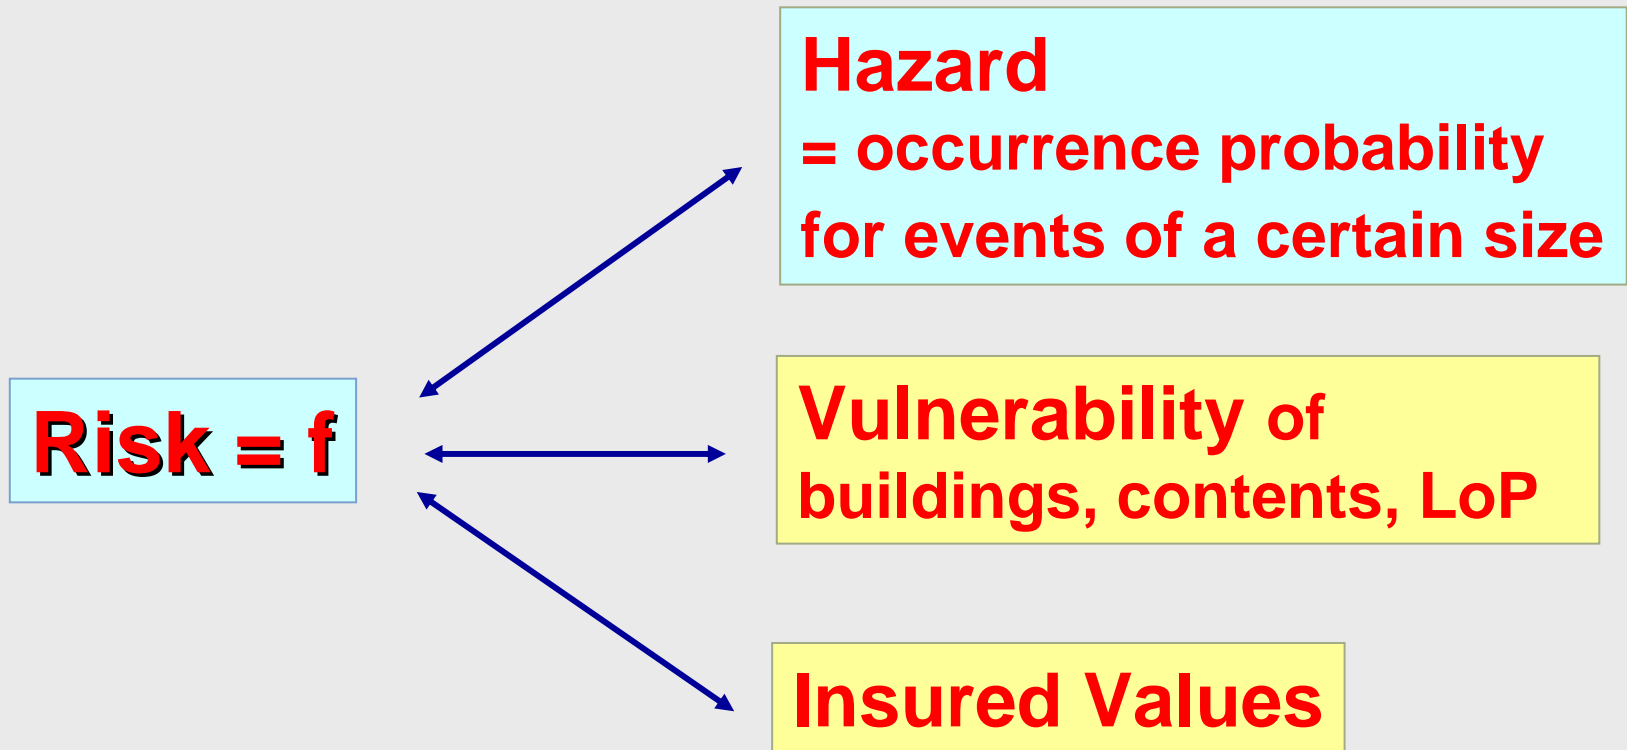 Hazard
= occurrence probability
for events of a certain size
Risk = f
Vulnerability of
buildings, contents, LoP
Insured Values